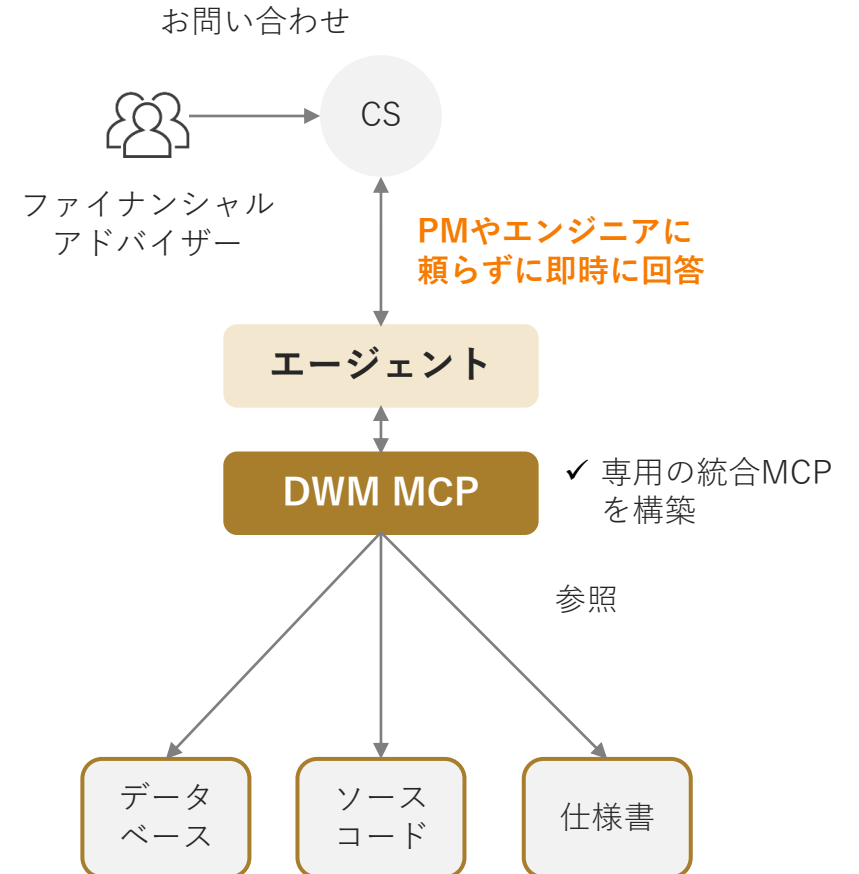 お問い合わせ
CS
ファイナンシャル
アドバイザー
PMやエンジニアに
頼らずに即時に回答
エージェント
DWM MCP
✓ 専用の統合MCP
を構築
参照
データ
ベース
ソース
コード
仕様書